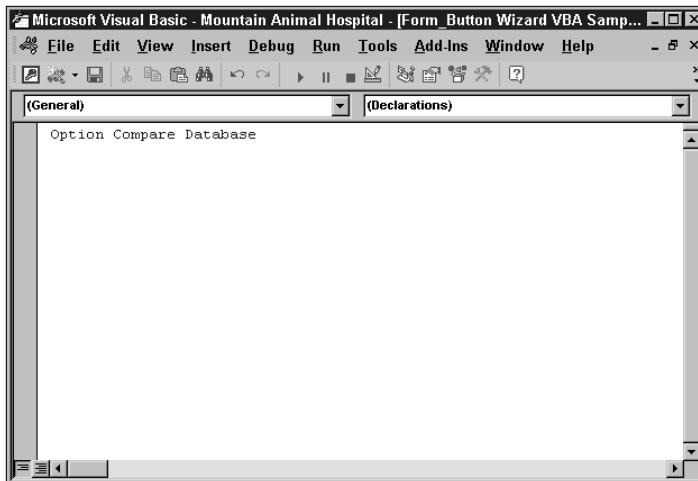 Microsoft Visual Basic - Mountain Animal Hospital - [Form_Button Wizard VBA Samp...
File Edit View Insert Debug Run Tools Add-Ins Window Help
(General) (Declarations)
Option Compare Database